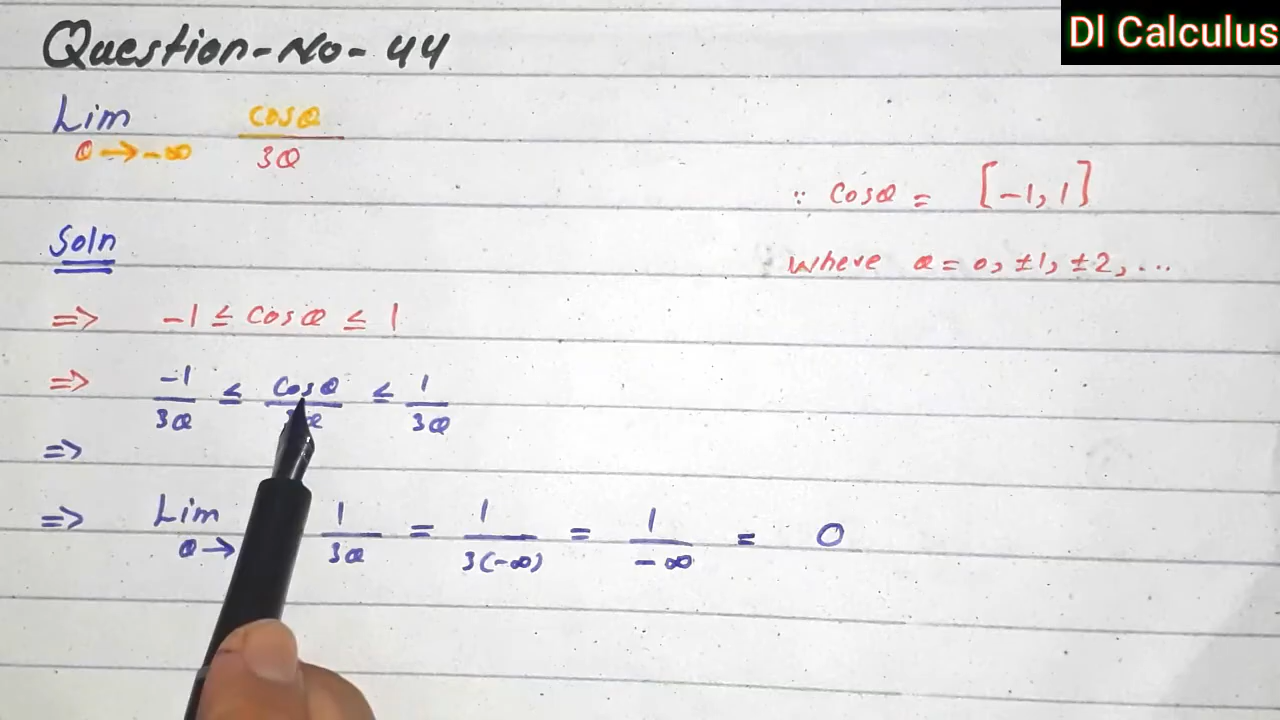 DI Calculus
Question-No-44
Lim θ→-∞ cosθ/3θ
∵ cosθ = [-1,1]
Soln
where θ=0, ±1, ±2, ...
=> -1 ≤ cosθ ≤ 1
=> -1/3θ ≤ cosθ/3θ ≤ 1/3θ
=>
=> Lim θ→ 1/3θ = 1/3(-∞) = 1/-∞ = 0